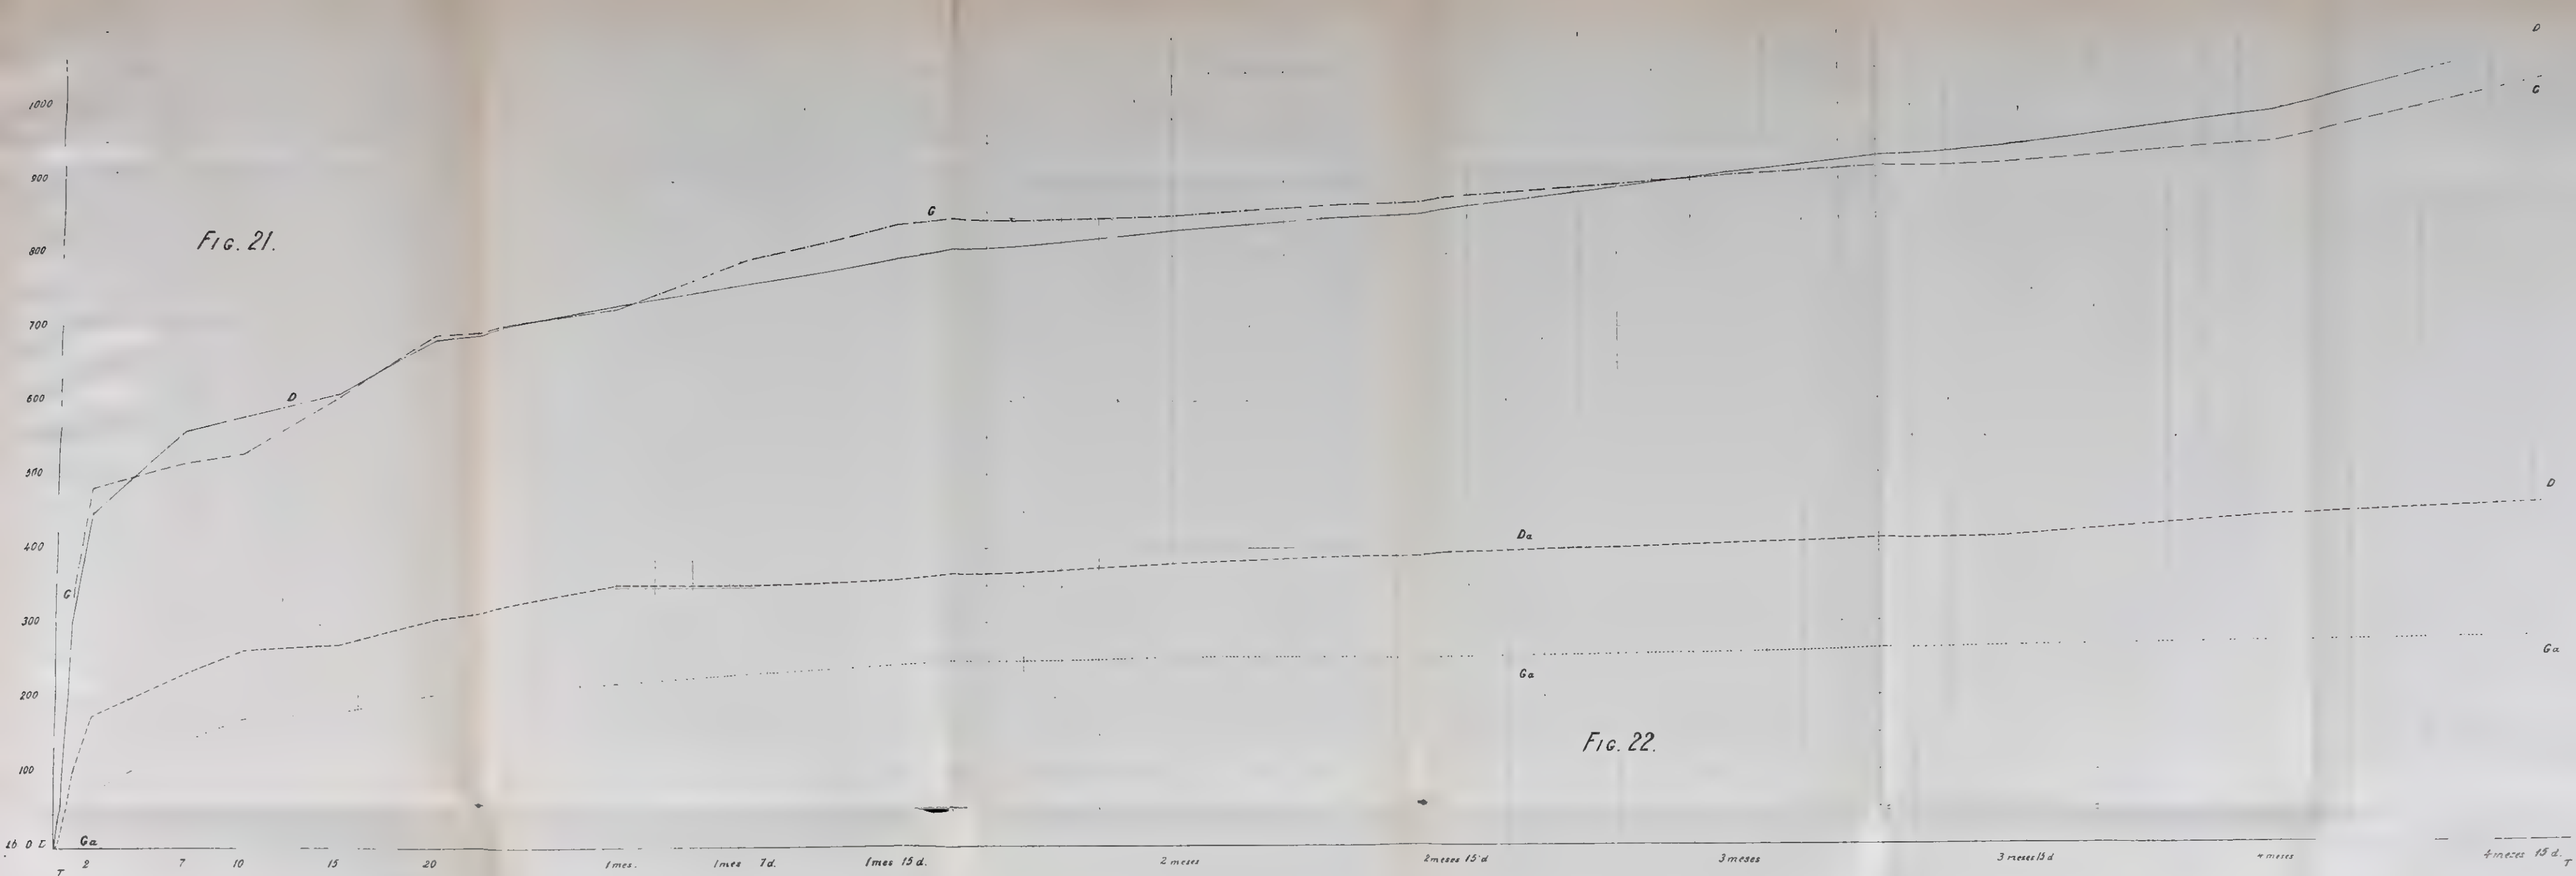 D
1000
G
900
G
FIG. 21.
800
700
600
D
500
D
400
Da
G
300
Ga
Ga
200
FIG. 22.
100
Ga
2 7 10 15 20 1 mes. 1 mes 7 d. 1 mes 15 d. 2 meses 2 meses 15 d 3 meses 3 meses 15 d 4 meses 4 meses 15 d.
T T